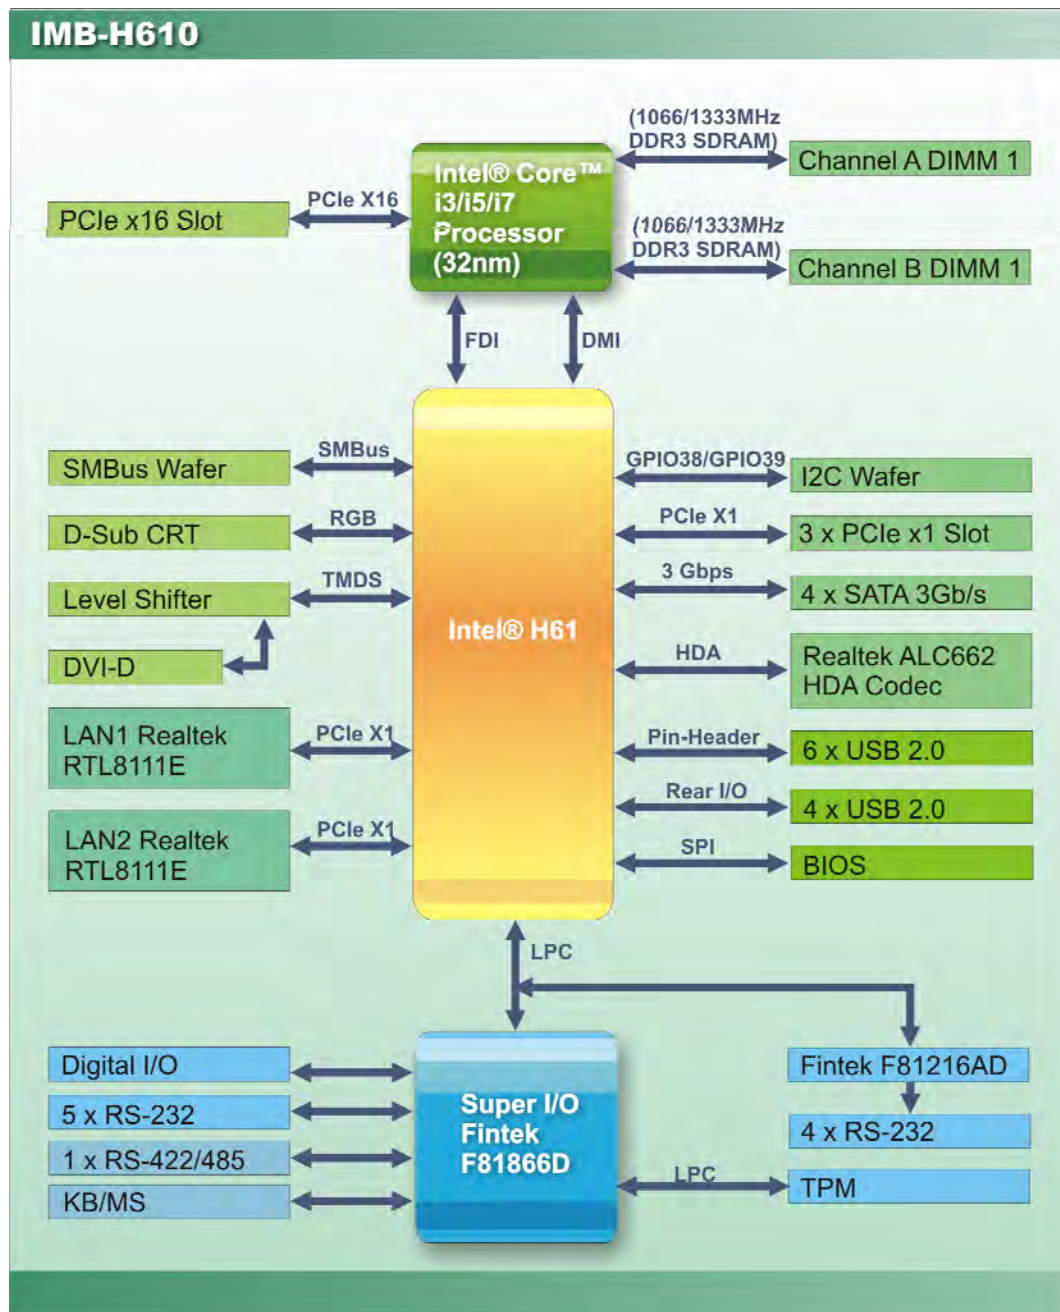 IMB-H610
(1066/1333MHz
DDR3 SDRAM)
Channel A DIMM 1
Intel® Core™
i3/i5/i7
Processor
(32nm)
PCIe X16
PCIe x16 Slot
(1066/1333MHz
DDR3 SDRAM)
Channel B DIMM 1
FDI
DMI
SMBus
SMBus Wafer
GPIO38/GPIO39
I2C Wafer
RGB
D-Sub CRT
PCIe X1
3 x PCIe x1 Slot
TMDS
Level Shifter
3 Gbps
4 x SATA 3Gb/s
Intel® H61
DVI-D
HDA
Realtek ALC662
HDA Codec
LAN1 Realtek
RTL8111E
PCIe X1
Pin-Header
6 x USB 2.0
Rear I/O
4 x USB 2.0
LAN2 Realtek
RTL8111E
PCIe X1
SPI
BIOS
LPC
Digital I/O
5 x RS-232
1 x RS-422/485
KB/MS
Super I/O
Fintek
F81866D
Fintek F81216AD
4 x RS-232
LPC
TPM